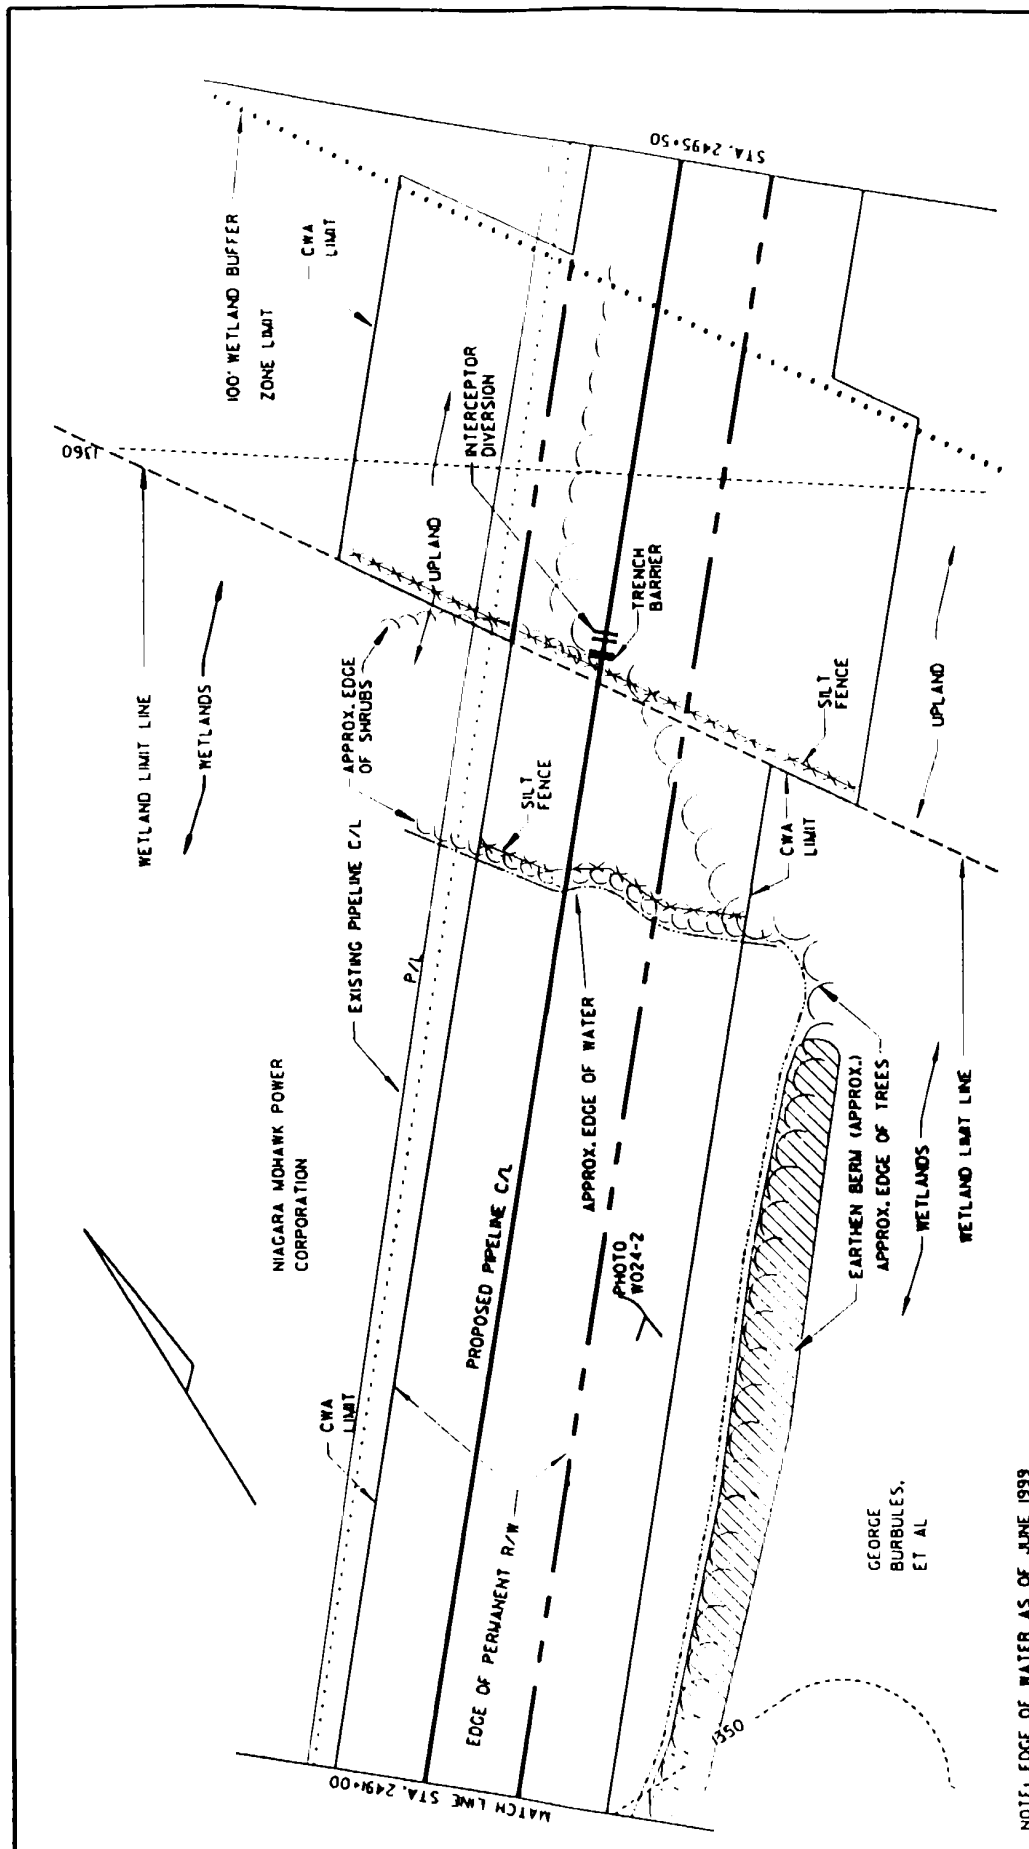 STA. 2495+50
100' WETLAND BUFFER
ZONE LIMIT
CWA
LIMIT
1360
INTERCEPTOR
DIVERSION
UPLAND
TRENCH
BARRIER
WETLAND LIMIT LINE
WETLANDS
APPROX. EDGE
OF SHRUBS
SILT
FENCE
SILT
FENCE
UPLAND
CWA
LIMIT
EXISTING PIPELINE C/L
P/L
NIAGARA MOHAWK POWER
CORPORATION
PROPOSED PIPELINE C/L
APPROX. EDGE OF WATER
PHOTO
W024-2
EARTHEN BERM (APPROX.)
APPROX. EDGE OF TREES
WETLANDS
WETLAND LIMIT LINE
CWA
LIMIT
EDGE OF PERMANENT R/W
GEORGE
BURBULES,
ET AL
1350
MATCH LINE STA. 2491+00
NOTE: EDGE OF WATER AS OF JUNE 1999